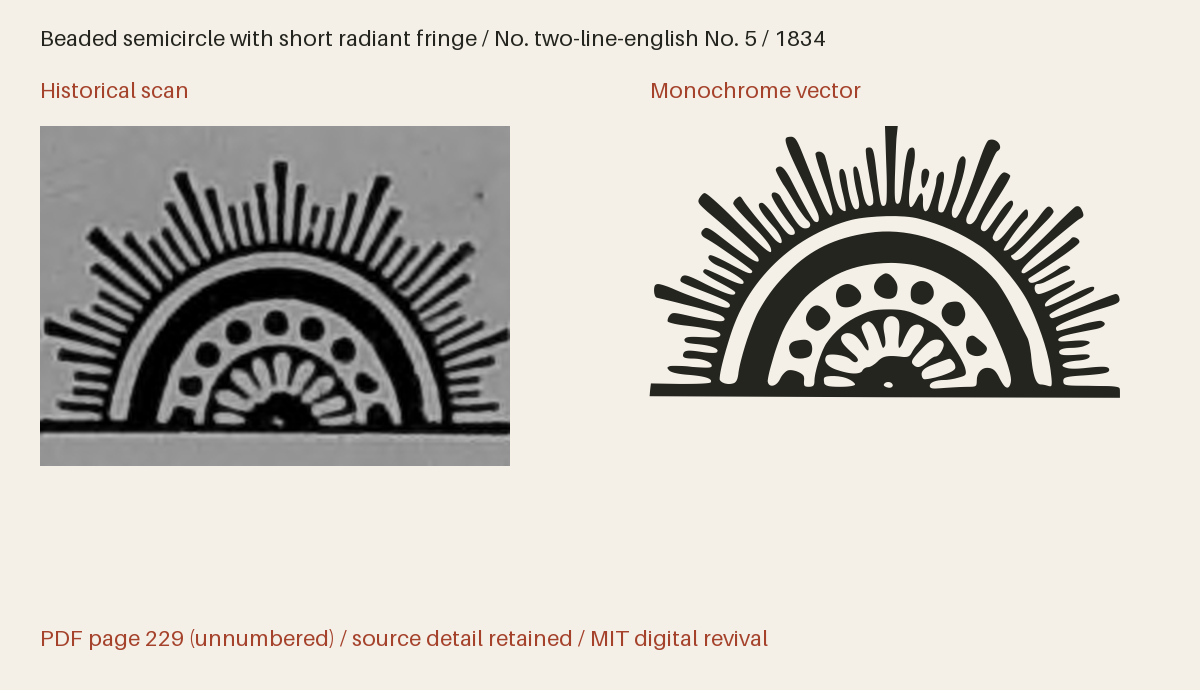 Beaded semicircle with short radiant fringe / No. two-line-english No. 5 / 1834
Historical scan
Monochrome vector
PDF page 229 (unnumbered) / source detail retained / MIT digital revival